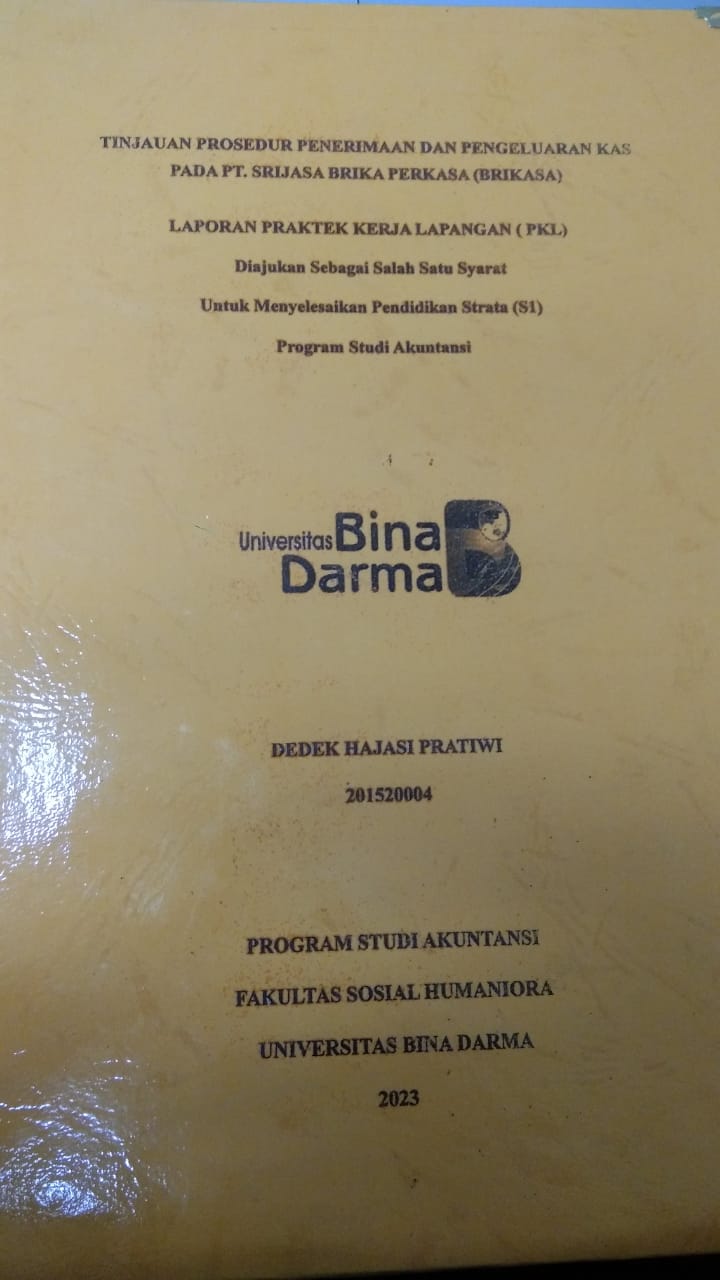 TINJAUAN PROSEDUR PENERIMAAN DAN PENGELUARAN KAS
PADA PT. SRIJASA BRIKA PERKASA (BRIKASA)
LAPORAN PRAKTEK KERJA LAPANGAN ( PKL)
Diajukan Sebagai Salah Satu Syarat
Untuk Menyelesaikan Pendidikan Strata (S1)
Program Studi Akuntansi
Universitas Bina
Darma
DEDEK HAJASI PRATIWI
201520004
PROGRAM STUDI AKUNTANSI
FAKULTAS SOSIAL HUMANIORA
UNIVERSITAS BINA DARMA
2023